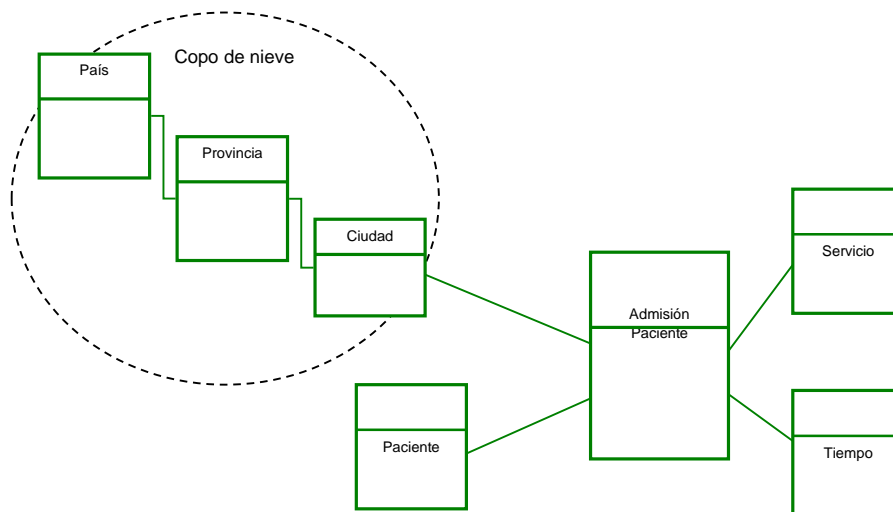 Copo de nieve
País
Provincia
Ciudad
Servicio
Admisión
Paciente
Paciente
Tiempo